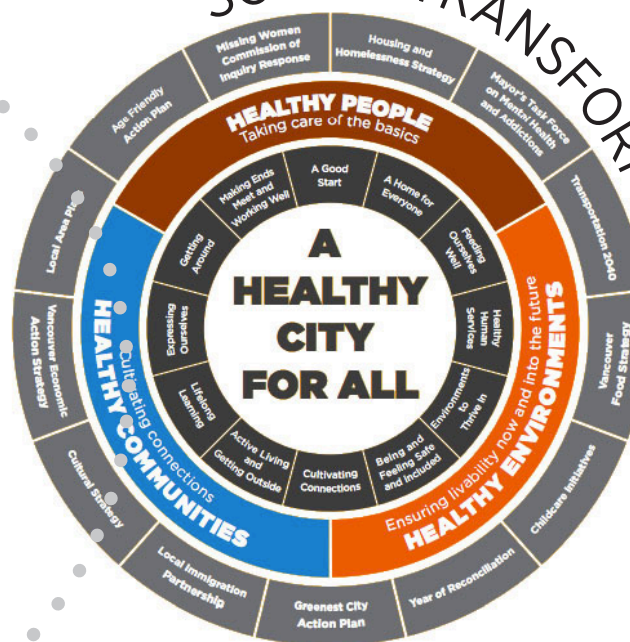 A
HEALTHY
CITY
FOR ALL
A Good
Start
A Home for
Everyone
Feeding
Ourselves
Well
Healthy
Human
Services
Environments
to
Thrive In
Being and
Feeling Safe
and Included
Cultivating
Connections
Active Living
and
Getting Outside
Lifelong
Learning
Expressing
Ourselves
Getting
Around
Making Ends
Meet and
Working Well
HEALTHY PEOPLE
Taking care of the basics
Ensuring livability now and into the future
HEALTHY ENVIRONMENTS
Cultivating connections
HEALTHY COMMUNITIES
Missing Women
Commission of
Inquiry Response
Housing and
Homelessness Strategy
Mayor's Task Force
on Mental Health
and Addictions
Transportation 2040
Vancouver
Food Strategy
Childcare Initiatives
Year of Reconciliation
Greenest City
Action Plan
Local Immigration
Partnership
Cultural Strategy
Vancouver Economic
Action Strategy
Local Area
Age Friendly
Action Plan